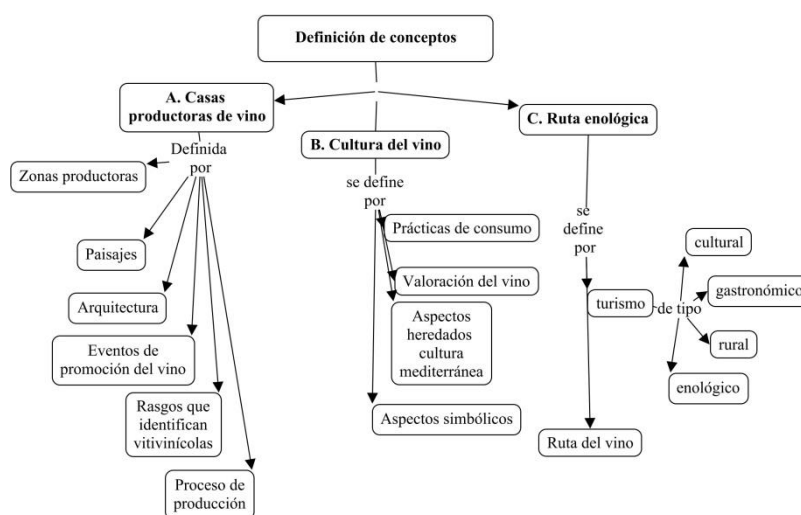 Definición de conceptos
A. Casas
productoras de vino
Definida
por
Zonas productoras
Paisajes
Arquitectura
Eventos de
promoción del vino
Rasgos que
identifican
vitivinícolas
Proceso de
producción
B. Cultura del vino
se define
por
Prácticas de consumo
Valoración del vino
Aspectos
heredados
cultura
mediterránea
Aspectos simbólicos
C. Ruta enológica
se
define
por
turismo
de tipo
cultural
gastronómico
rural
enológico
Ruta del vino